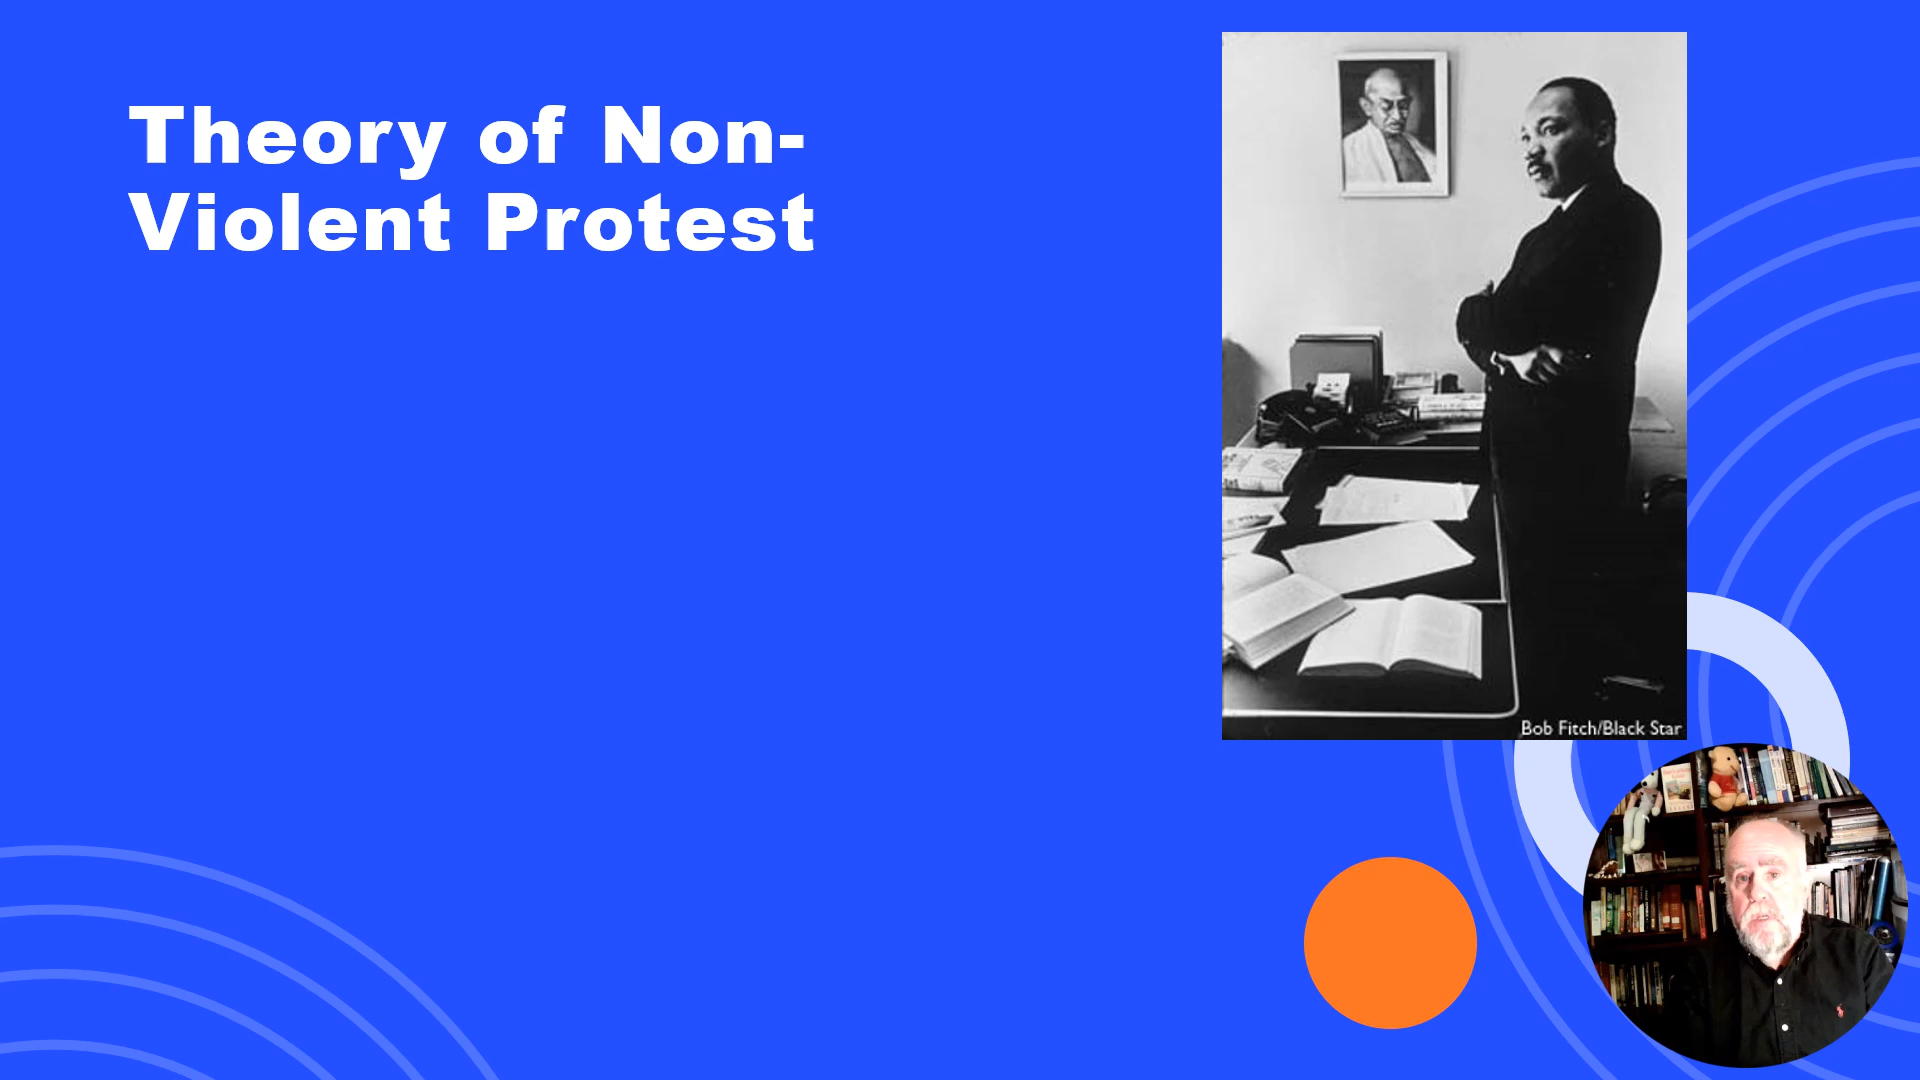 Theory of Non-
Violent Protest
Bob Fitch/Black Star